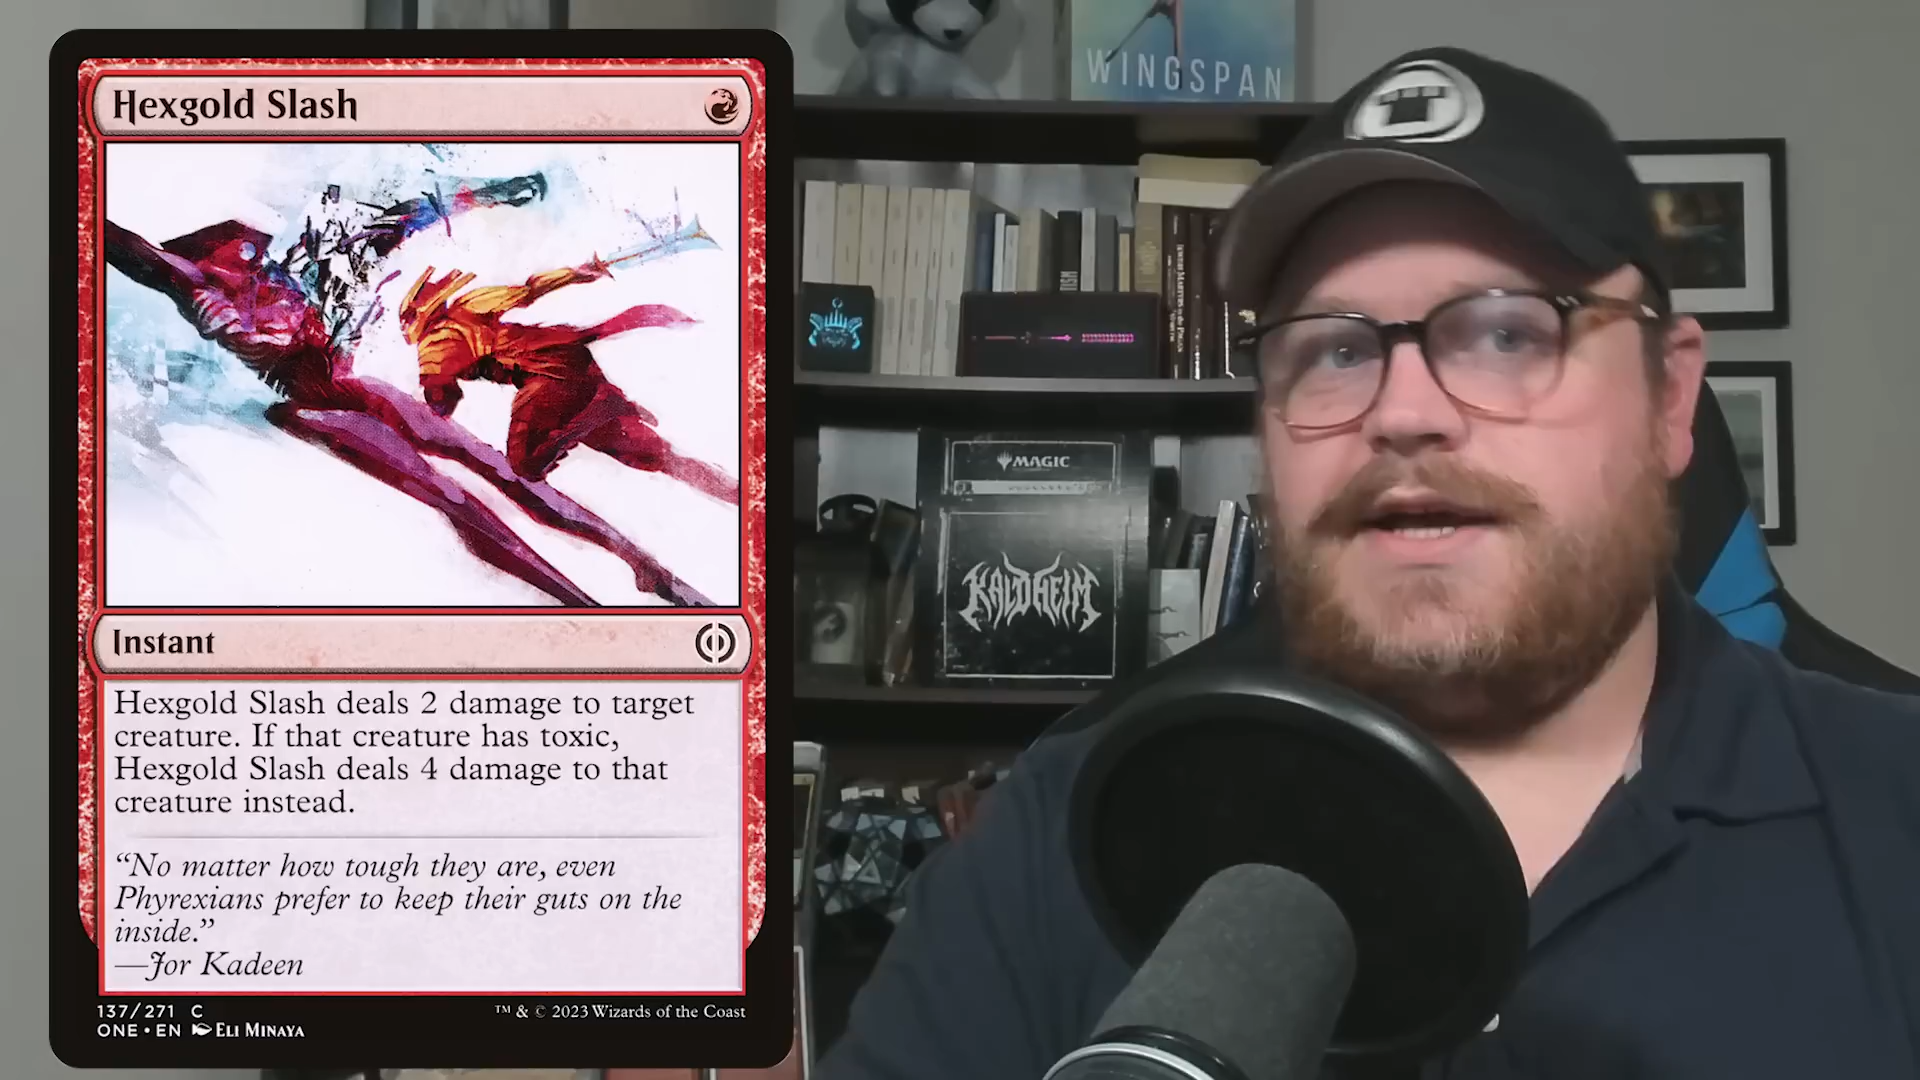 Hexgold Slash
Instant
Hexgold Slash deals 2 damage to target
creature. If that creature has toxic,
Hexgold Slash deals 4 damage to that
creature instead.
“No matter how tough they are, even
Phyrexians prefer to keep their guts on the
inside.”
—Jor Kadeen
137/271 C
ONE • EN Eli Minaya
™ & © 2023 Wizards of the Coast
WINGSPAN
MAGIC
KALDHEIM